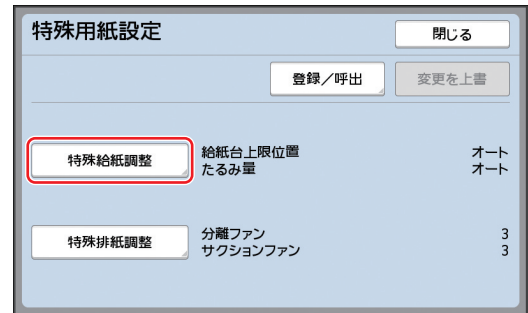 特殊用紙設定
閉じる
登録／呼出
変更を上書
特殊給紙調整
給紙台上限位置 オート
たるみ量 オート
特殊排紙調整
分離ファン 3
サクションファン 3